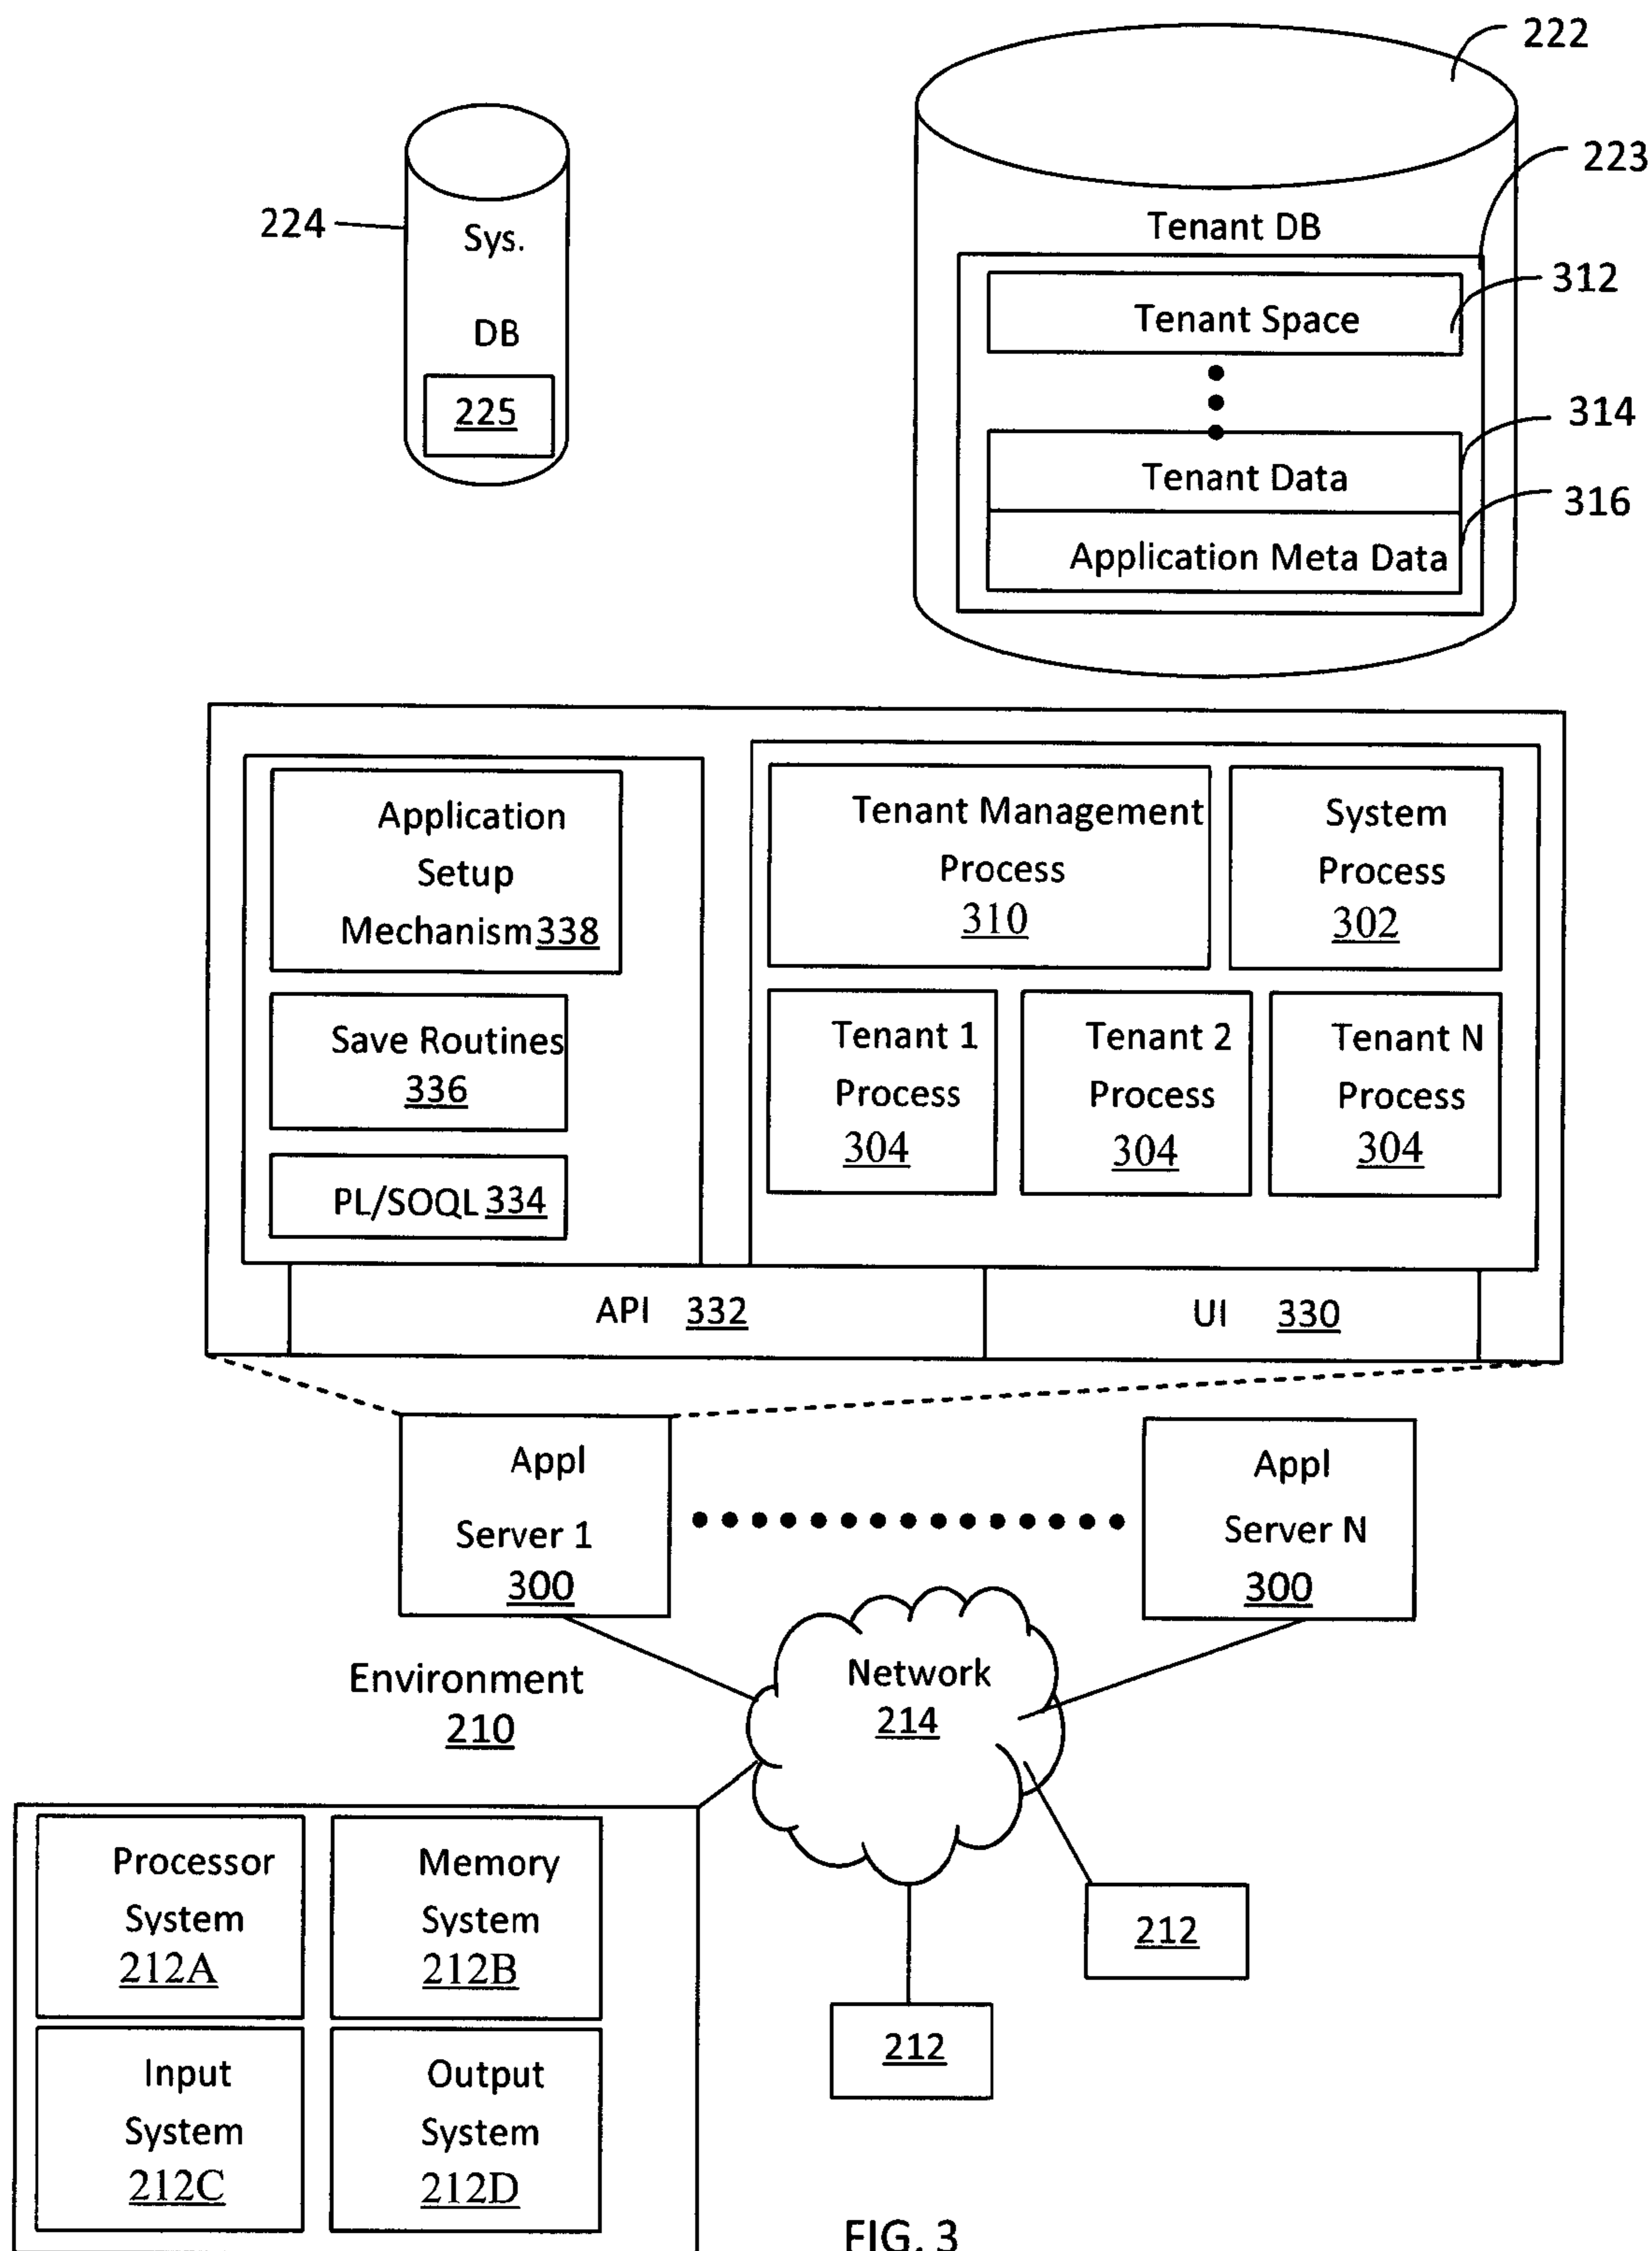 222
223
224
Sys.
DB
225
Tenant DB
Tenant Space
312
314
Tenant Data
316
Application Meta Data
Application
Setup
Mechanism 338
Save Routines
336
PL/SOQL 334
Tenant Management
Process
310
System
Process
302
Tenant 1
Process
304
Tenant 2
Process
304
Tenant N
Process
304
API 332
UI 330
Appl
Server 1
300
Appl
Server N
300
Environment
210
Network
214
Processor
System
212A
Memory
System
212B
Input
System
212C
Output
System
212D
212
212
FIG. 3